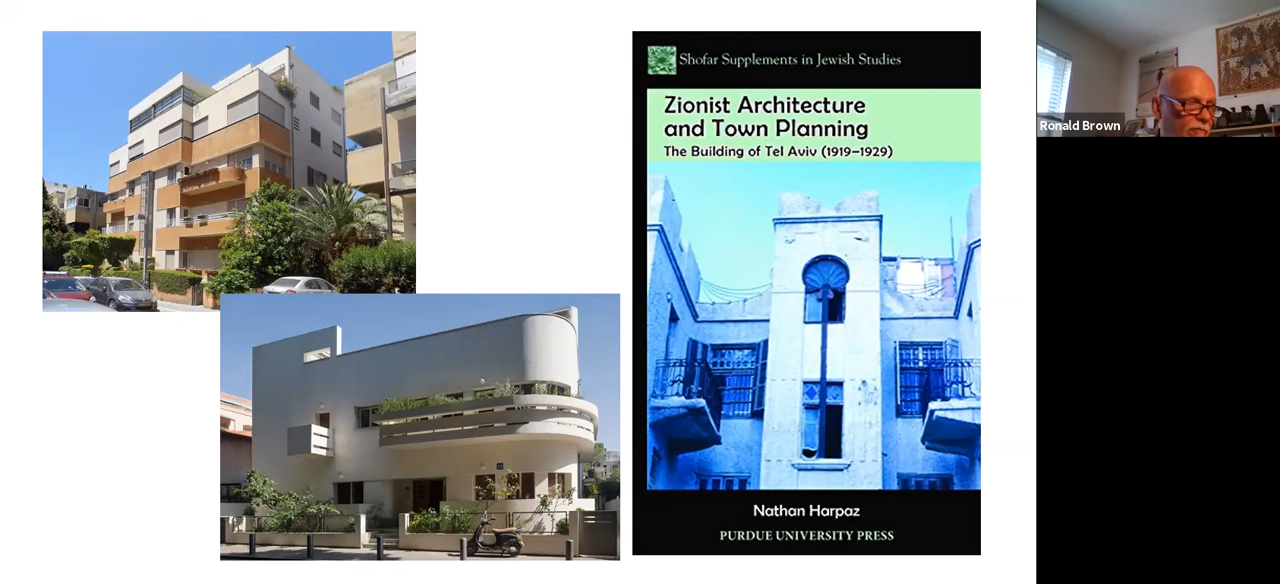 Shofar Supplements in Jewish Studies
Zionist Architecture
and Town Planning
The Building of Tel Aviv (1919–1929)
Nathan Harpaz
PURDUE UNIVERSITY PRESS
Ronald Brown